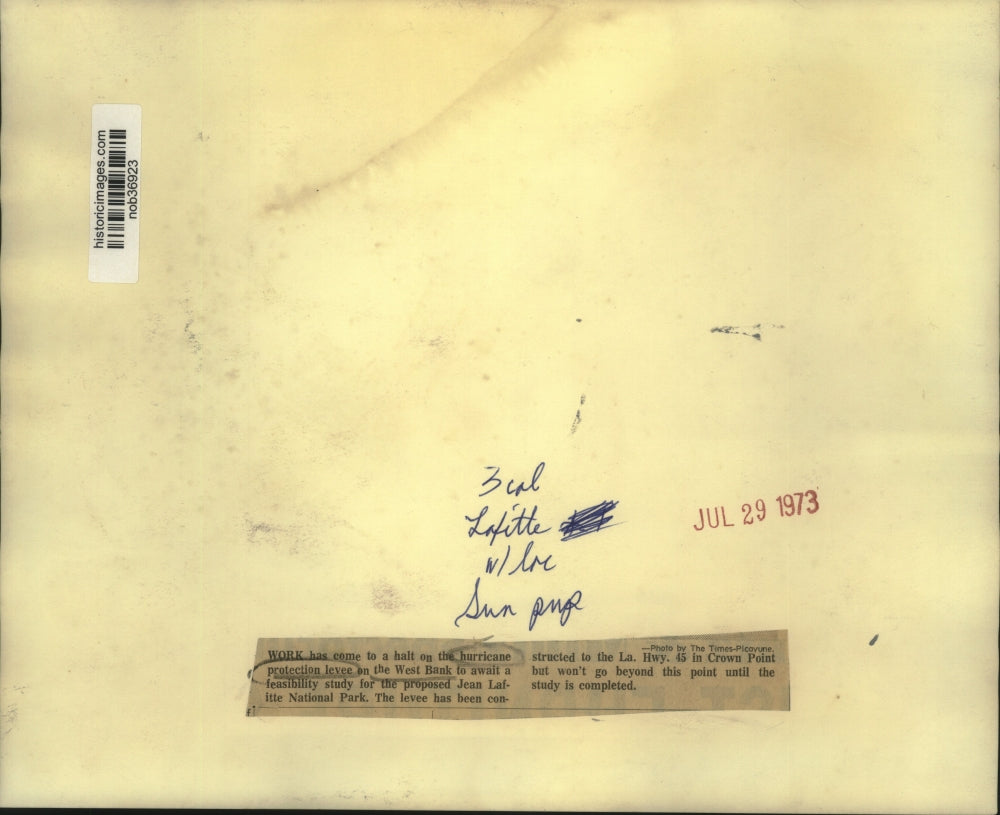 historicimages.com
nob36923
3 col
Lafitte
w/ loc
Sun
JUL 29 1973
WORK has come to a halt on the hurricane
protection levee on the West Bank to await a
feasibility study for the proposed Jean Laf-
itte National Park. The levee has been con-
—Photo by The Times-Picayune.
structed to the La. Hwy. 45 in Crown Point
but won't go beyond this point until the
study is completed.